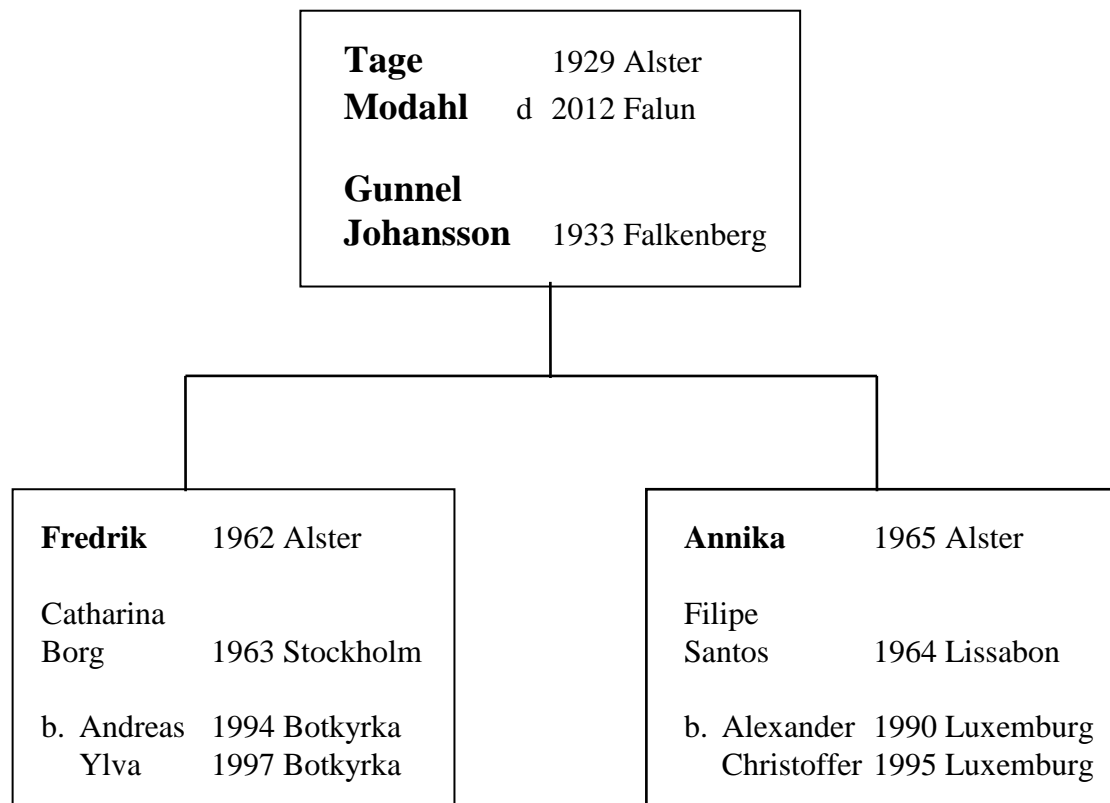 Tage 1929 Alster
Modahl d 2012 Falun
Gunnel
Johansson 1933 Falkenberg
Fredrik 1962 Alster
Catharina
Borg 1963 Stockholm
b. Andreas 1994 Botkyrka
Ylva 1997 Botkyrka
Annika 1965 Alster
Filipe
Santos 1964 Lissabon
b. Alexander 1990 Luxemburg
Christoffer 1995 Luxemburg